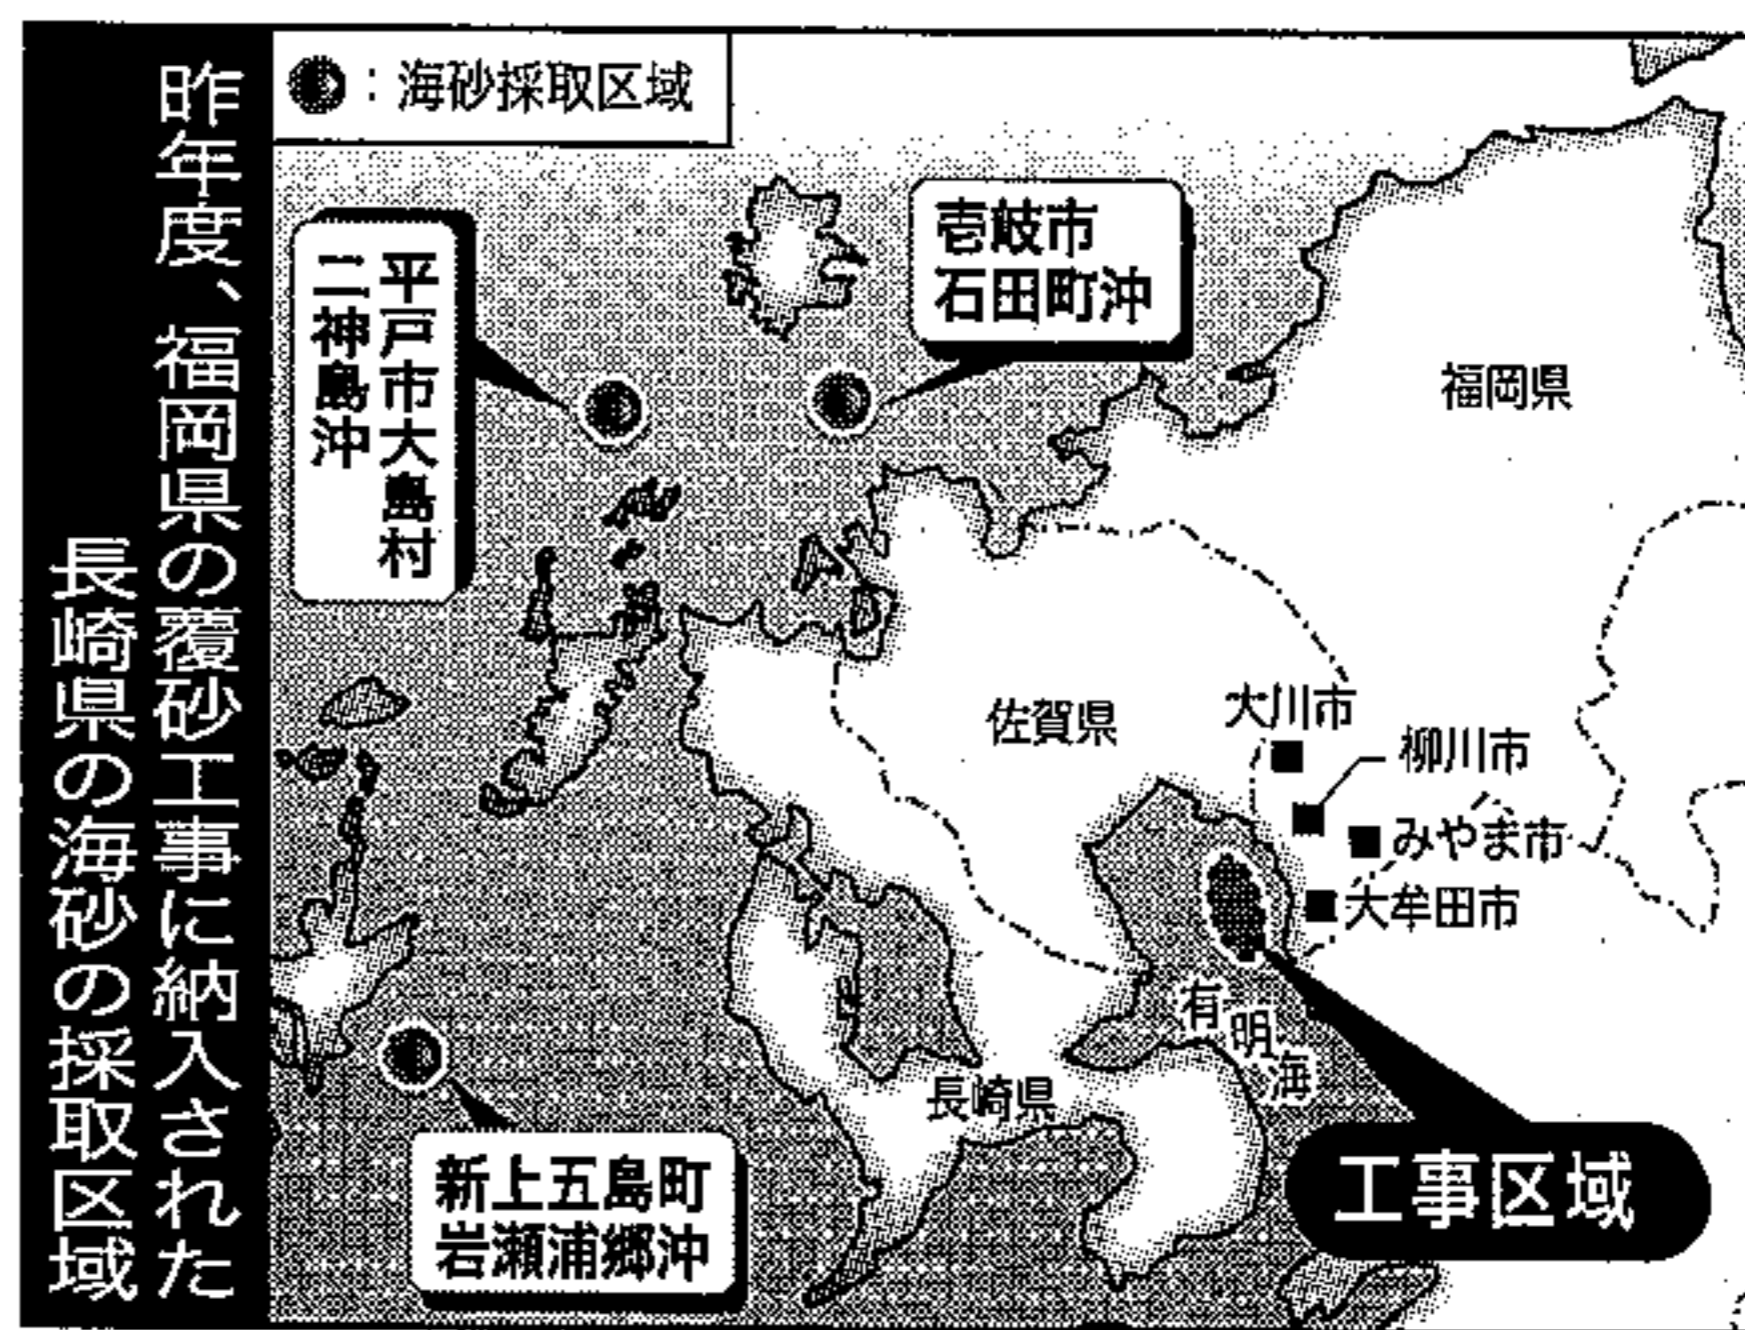 昨年度、福岡県の覆砂工事に納入された
長崎県の海砂の採取区域
：海砂採取区域
平戸市大島村
二神島沖
壱岐市
石田町沖
福岡県
佐賀県
大川市
柳川市
みやま市
大牟田市
有明海
長崎県
新上五島町
岩瀬浦郷沖
工事区域